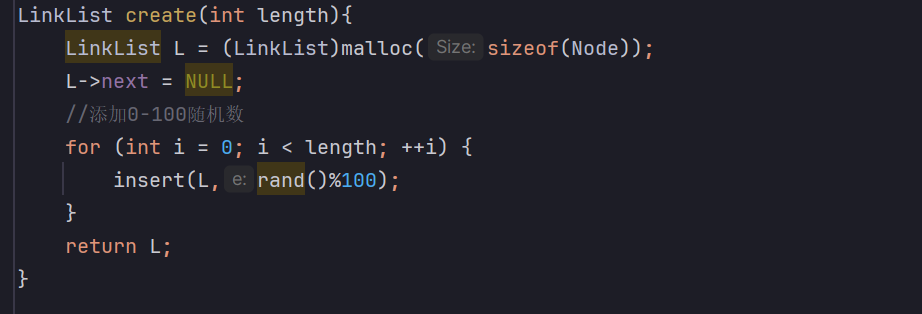 LinkList create(int length){
    LinkList L = (LinkList)malloc( Size: sizeof(Node));
    L->next = NULL;
    //添加0-100随机数
    for (int i = 0; i < length; ++i) {
        insert(L, e: rand()%100);
    }
    return L;
}